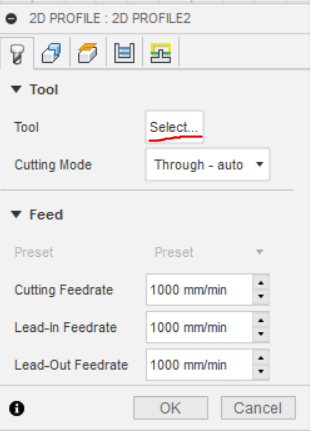 2D PROFILE : 2D PROFILE2
Tool
Tool Select...
Cutting Mode Through - auto
Feed
Preset Preset
Cutting Feedrate 1000 mm/min
Lead-In Feedrate 1000 mm/min
Lead-Out Feedrate 1000 mm/min
OK Cancel